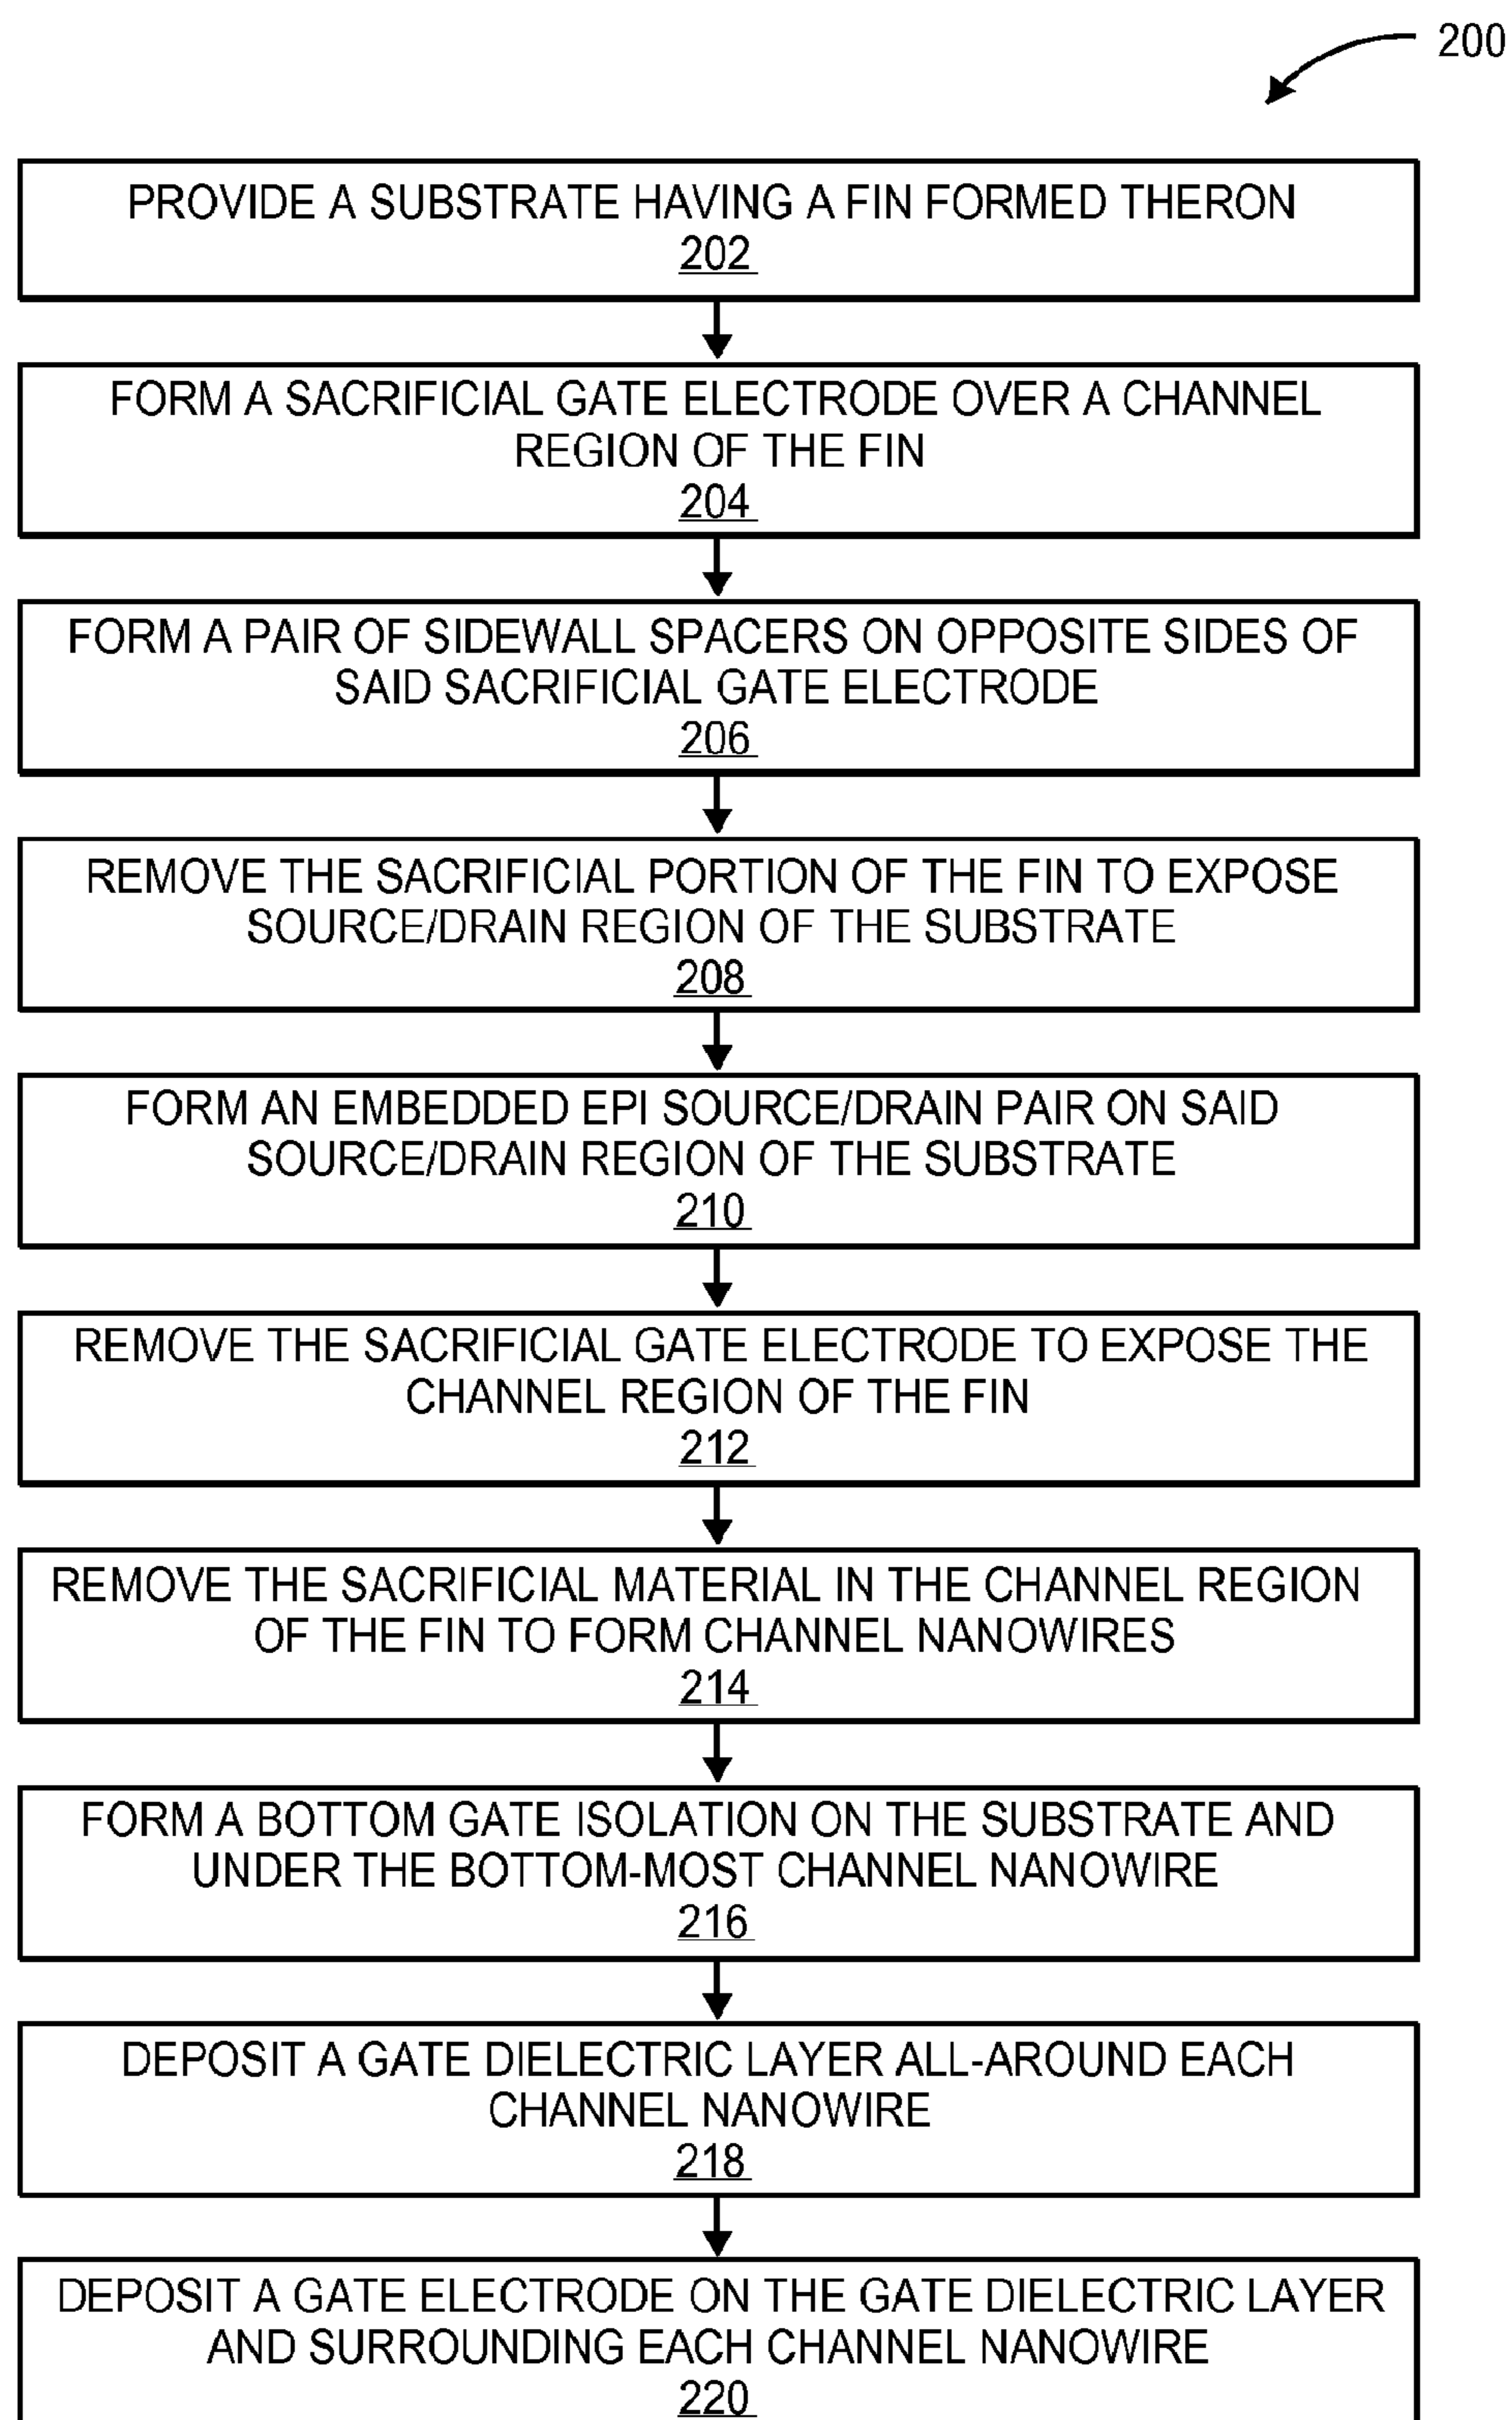 200
PROVIDE A SUBSTRATE HAVING A FIN FORMED THERON
202
FORM A SACRIFICIAL GATE ELECTRODE OVER A CHANNEL
REGION OF THE FIN
204
FORM A PAIR OF SIDEWALL SPACERS ON OPPOSITE SIDES OF
SAID SACRIFICIAL GATE ELECTRODE
206
REMOVE THE SACRIFICIAL PORTION OF THE FIN TO EXPOSE
SOURCE/DRAIN REGION OF THE SUBSTRATE
208
FORM AN EMBEDDED EPI SOURCE/DRAIN PAIR ON SAID
SOURCE/DRAIN REGION OF THE SUBSTRATE
210
REMOVE THE SACRIFICIAL GATE ELECTRODE TO EXPOSE THE
CHANNEL REGION OF THE FIN
212
REMOVE THE SACRIFICIAL MATERIAL IN THE CHANNEL REGION
OF THE FIN TO FORM CHANNEL NANOWIRES
214
FORM A BOTTOM GATE ISOLATION ON THE SUBSTRATE AND
UNDER THE BOTTOM-MOST CHANNEL NANOWIRE
216
DEPOSIT A GATE DIELECTRIC LAYER ALL-AROUND EACH
CHANNEL NANOWIRE
218
DEPOSIT A GATE ELECTRODE ON THE GATE DIELECTRIC LAYER
AND SURROUNDING EACH CHANNEL NANOWIRE
220